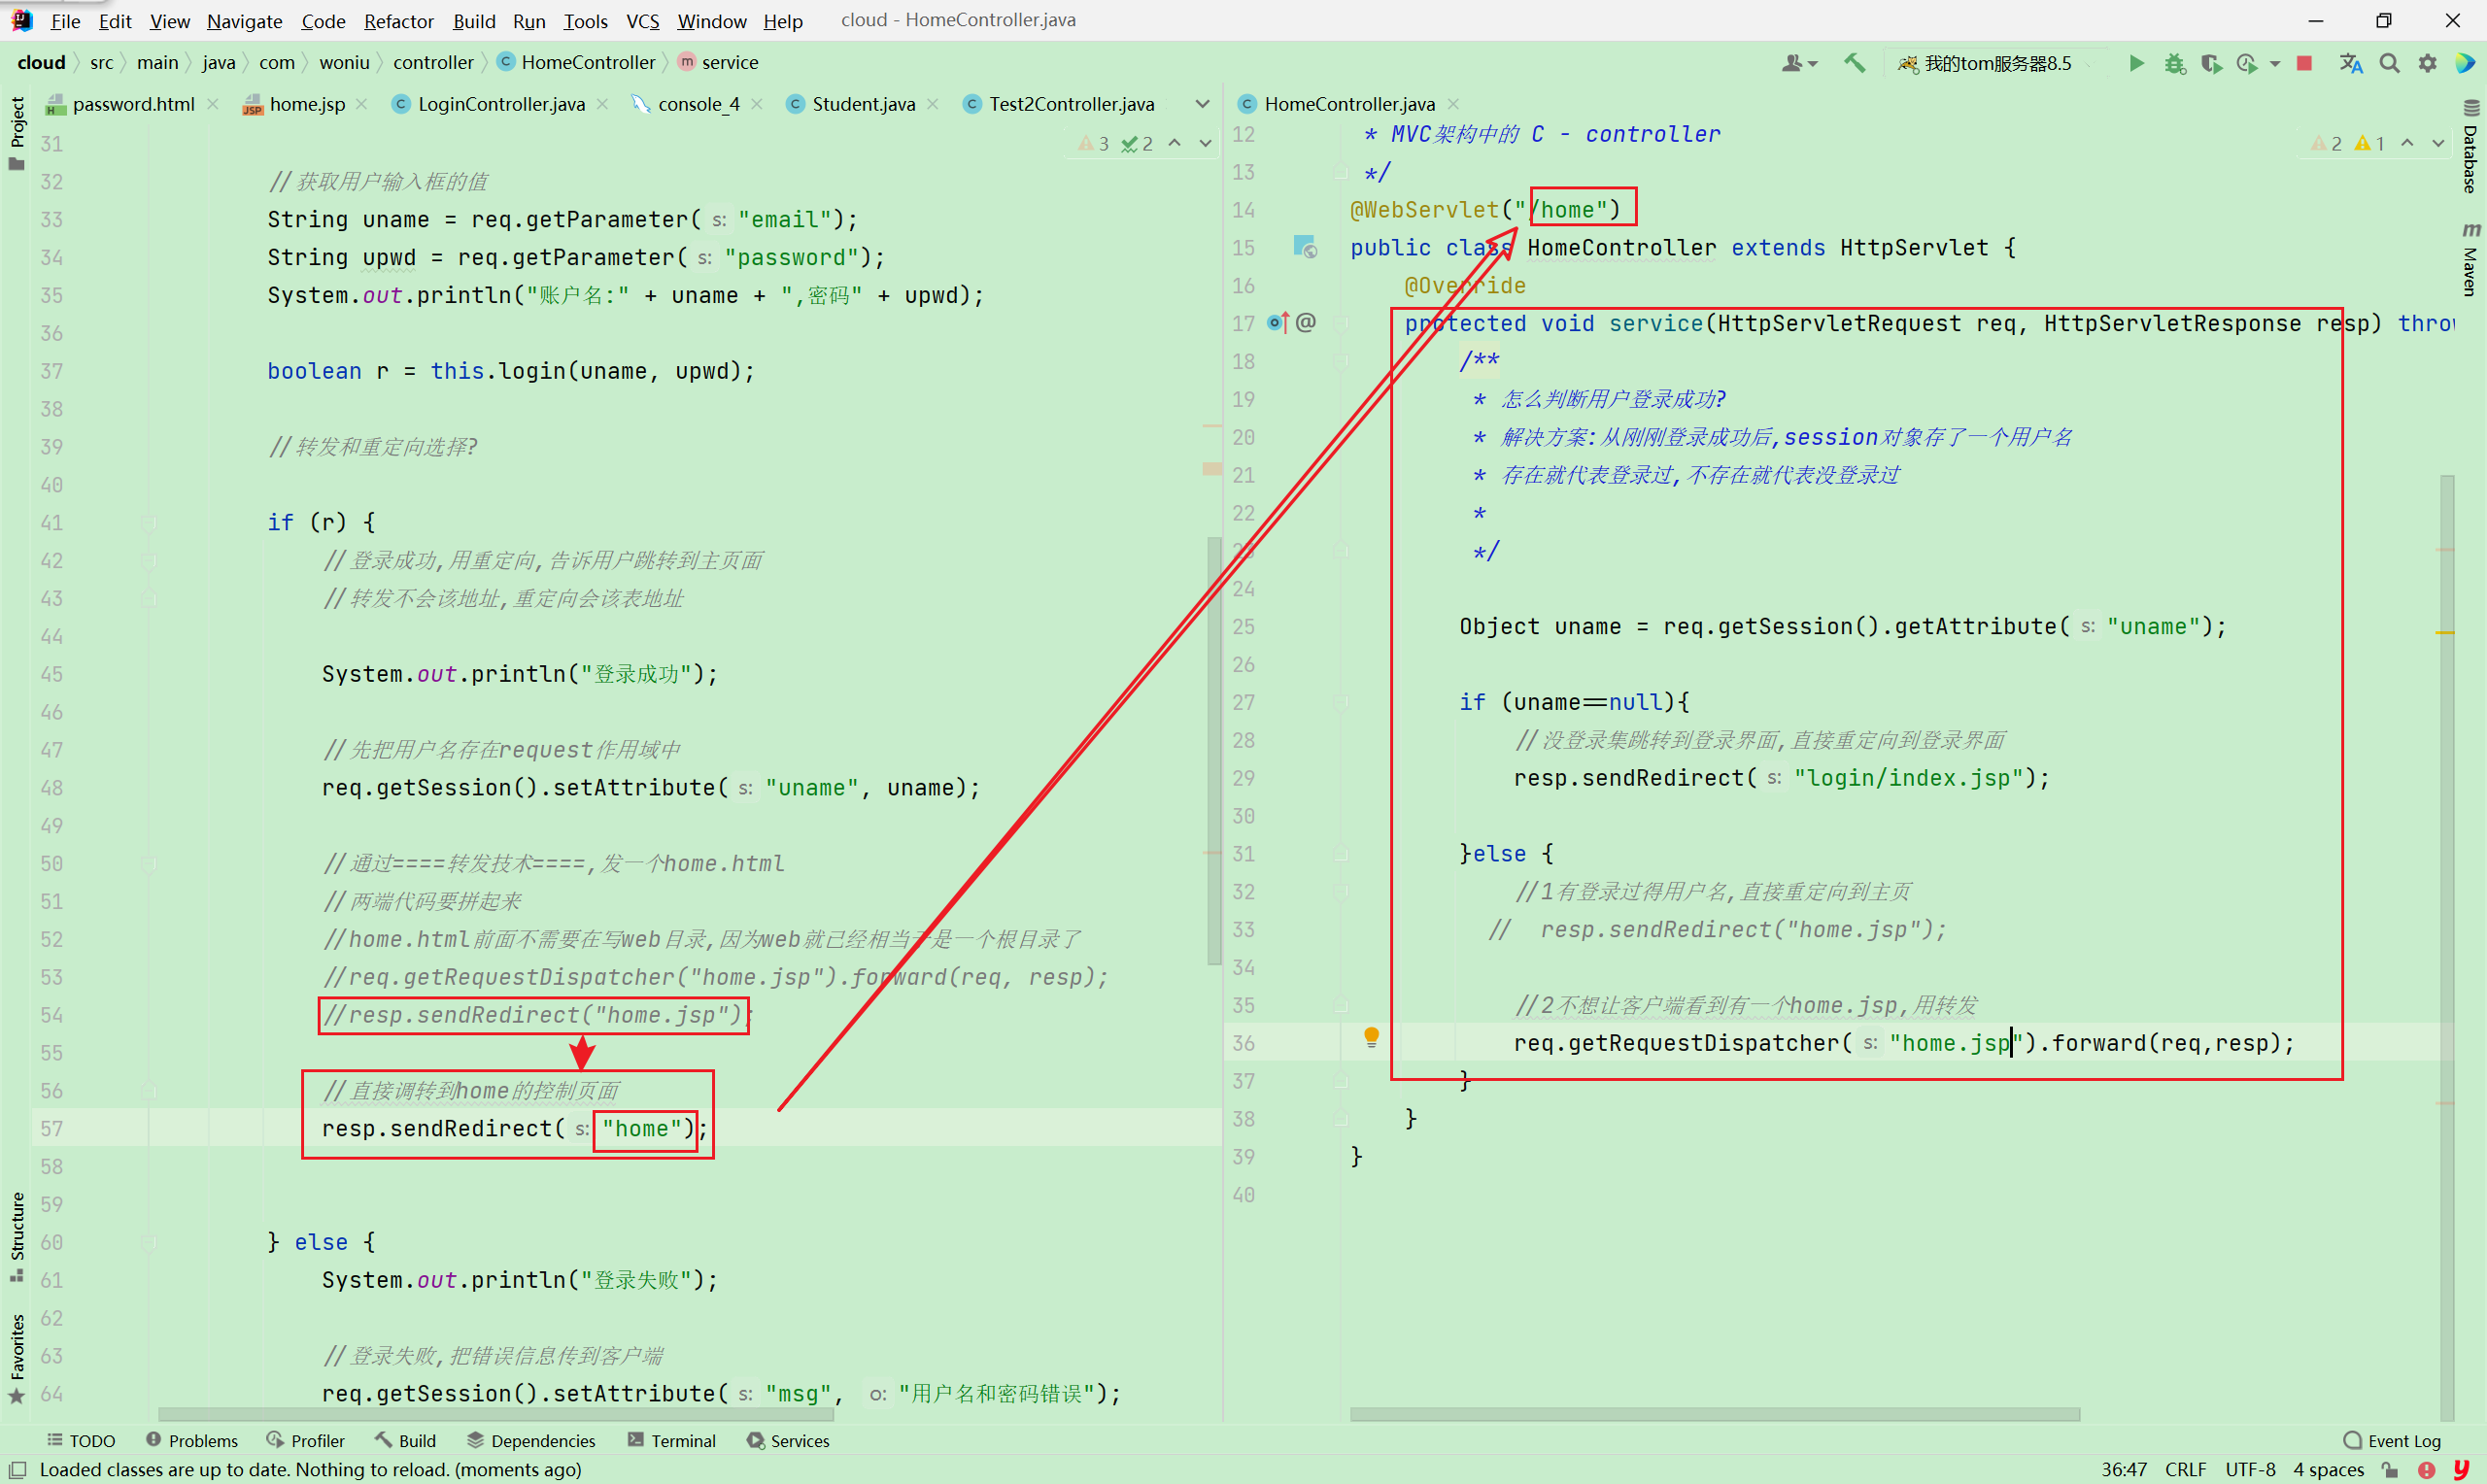 File Edit View Navigate Code Refactor Build Run Tools VCS Window Help cloud - HomeController.java
cloud src main java com woniu controller HomeController service 我的tom服务器8.5
password.html home.jsp LoginController.java console_4 Student.java Test2Controller.java
Project
Structure
Favorites
3 2
31
32 //获取用户输入框的值
33 String uname = req.getParameter( s: "email");
34 String upwd = req.getParameter( s: "password");
35 System.out.println("账户名:" + uname + ",密码" + upwd);
36
37 boolean r = this.login(uname, upwd);
38
39 //转发和重定向选择?
40
41 if (r) {
42 //登录成功,用重定向,告诉用户跳转到主页面
43 //转发不会该地址,重定向会该表地址
44
45 System.out.println("登录成功");
46
47 //先把用户名存在request作用域中
48 req.getSession().setAttribute( s: "uname", uname);
49
50 //通过====转发技术====,发一个home.html
51 //两端代码要拼起来
52 //home.html前面不需要在写web目录,因为web就已经相当于是一个根目录了
53 //req.getRequestDispatcher("home.jsp").forward(req, resp);
54 //resp.sendRedirect("home.jsp");
55
56 //直接调转到home的控制页面
57 resp.sendRedirect( s: "home");
58
59
60 } else {
61 System.out.println("登录失败");
62
63 //登录失败,把错误信息传到客户端
64 req.getSession().setAttribute( s: "msg", o: "用户名和密码错误");
HomeController.java
2 1
12 * MVC架构中的 C - controller
13 */
14 @WebServlet("/home")
15 public class HomeController extends HttpServlet {
16 @Override
17 protected void service(HttpServletRequest req, HttpServletResponse resp) throw
18 /**
19 * 怎么判断用户登录成功?
20 * 解决方案:从刚刚登录成功后,session对象存了一个用户名
21 * 存在就代表登录过,不存在就代表没登录过
22 *
23 */
24
25 Object uname = req.getSession().getAttribute( s: "uname");
26
27 if (uname==null){
28 //没登录集跳转到登录界面,直接重定向到登录界面
29 resp.sendRedirect( s: "login/index.jsp");
30
31 }else {
32 //1有登录过得用户名,直接重定向到主页
33 // resp.sendRedirect("home.jsp");
34
35 //2不想让客户端看到有一个home.jsp,用转发
36 req.getRequestDispatcher( s: "home.jsp").forward(req,resp);
37 }
38 }
39 }
40
Database
Maven
TODO Problems Profiler Build Dependencies Terminal Services Event Log
Loaded classes are up to date. Nothing to reload. (moments ago) 36:47 CRLF UTF-8 4 spaces